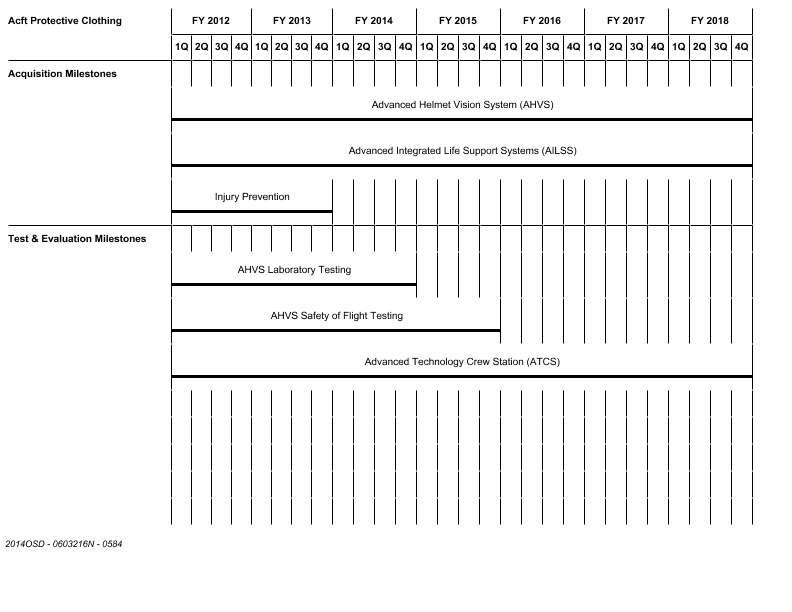 Acft Protective Clothing FY 2012 FY 2013 FY 2014 FY 2015 FY 2016 FY 2017 FY 2018
1Q 2Q 3Q 4Q 1Q 2Q 3Q 4Q 1Q 2Q 3Q 4Q 1Q 2Q 3Q 4Q 1Q 2Q 3Q 4Q 1Q 2Q 3Q 4Q 1Q 2Q 3Q 4Q
Acquisition Milestones
Advanced Helmet Vision System (AHVS)
Advanced Integrated Life Support Systems (AILSS)
Injury Prevention
Test & Evaluation Milestones
AHVS Laboratory Testing
AHVS Safety of Flight Testing
Advanced Technology Crew Station (ATCS)
2014OSD - 0603216N - 0584